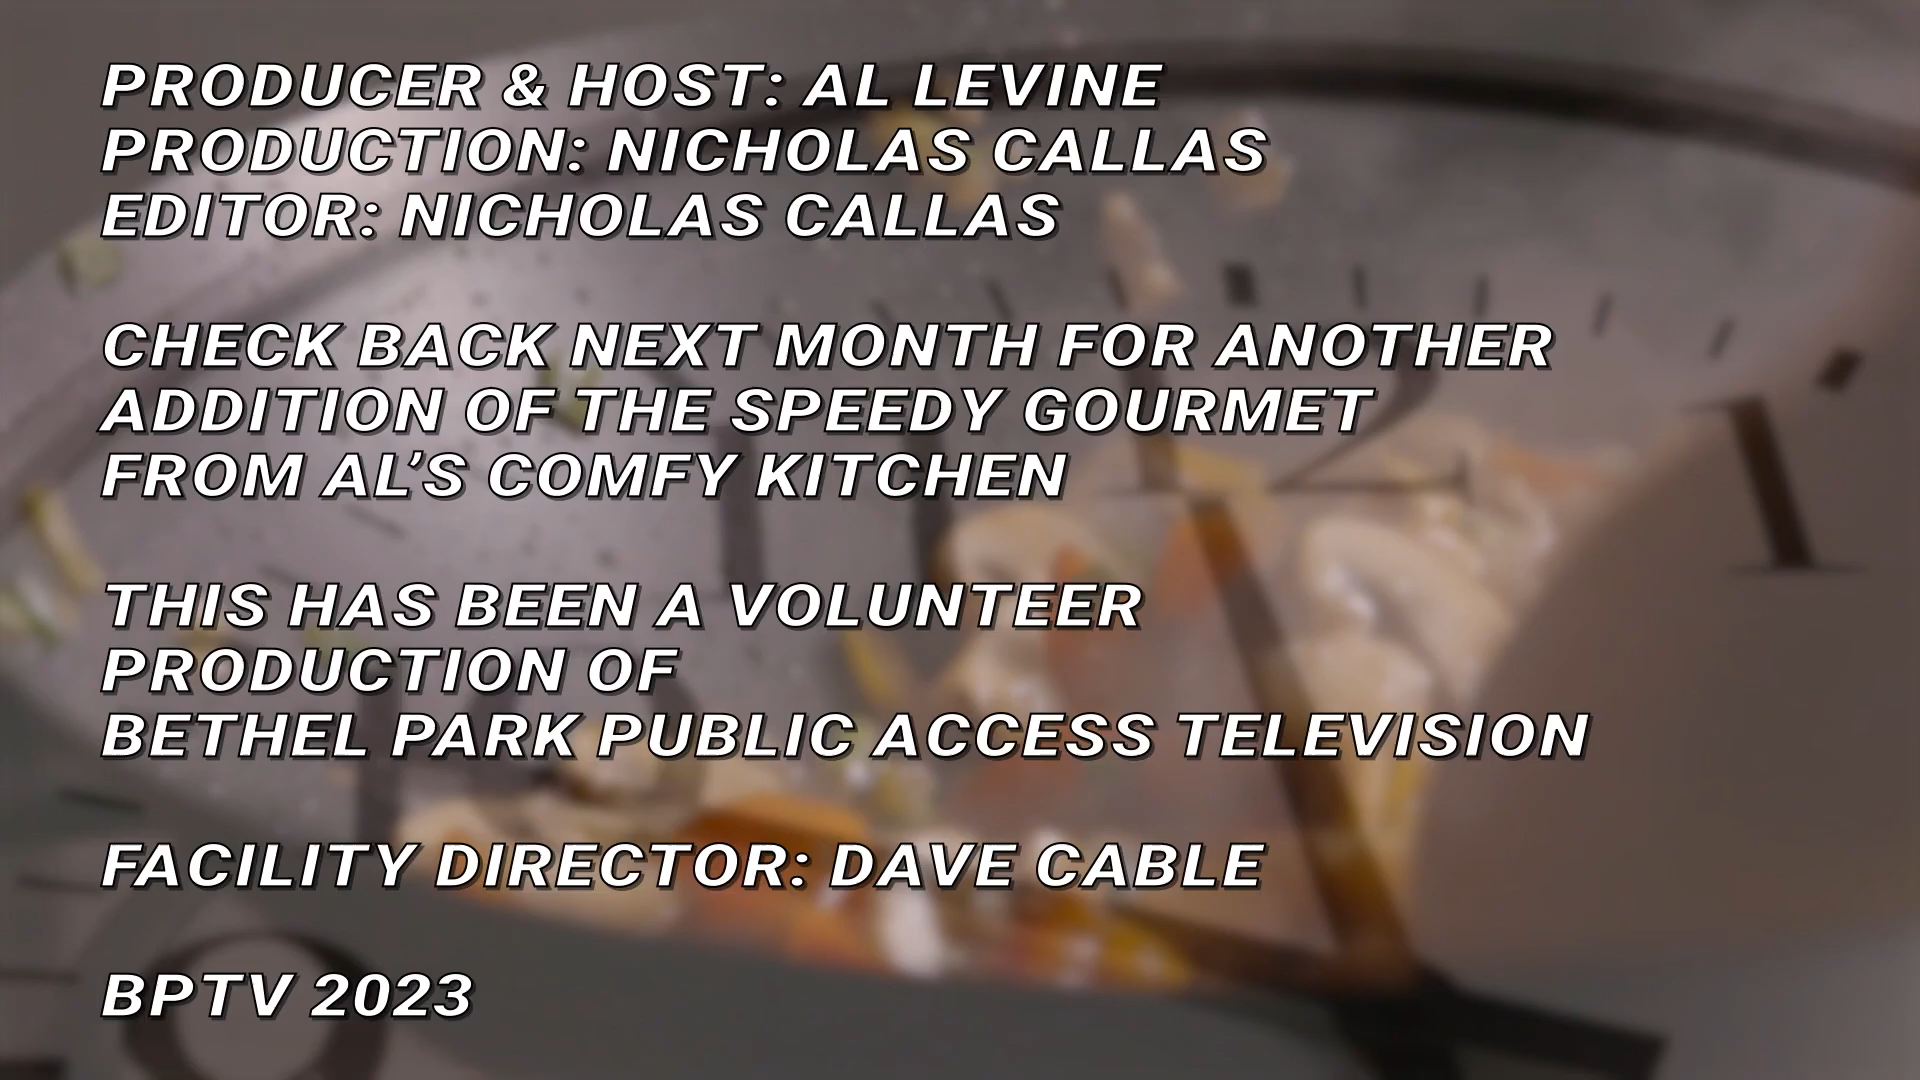 PRODUCER & HOST: AL LEVINE
PRODUCTION: NICHOLAS CALLAS
EDITOR: NICHOLAS CALLAS
CHECK BACK NEXT MONTH FOR ANOTHER
ADDITION OF THE SPEEDY GOURMET
FROM AL'S COMFY KITCHEN
THIS HAS BEEN A VOLUNTEER
PRODUCTION OF
BETHEL PARK PUBLIC ACCESS TELEVISION
FACILITY DIRECTOR: DAVE CABLE
BPTV 2023